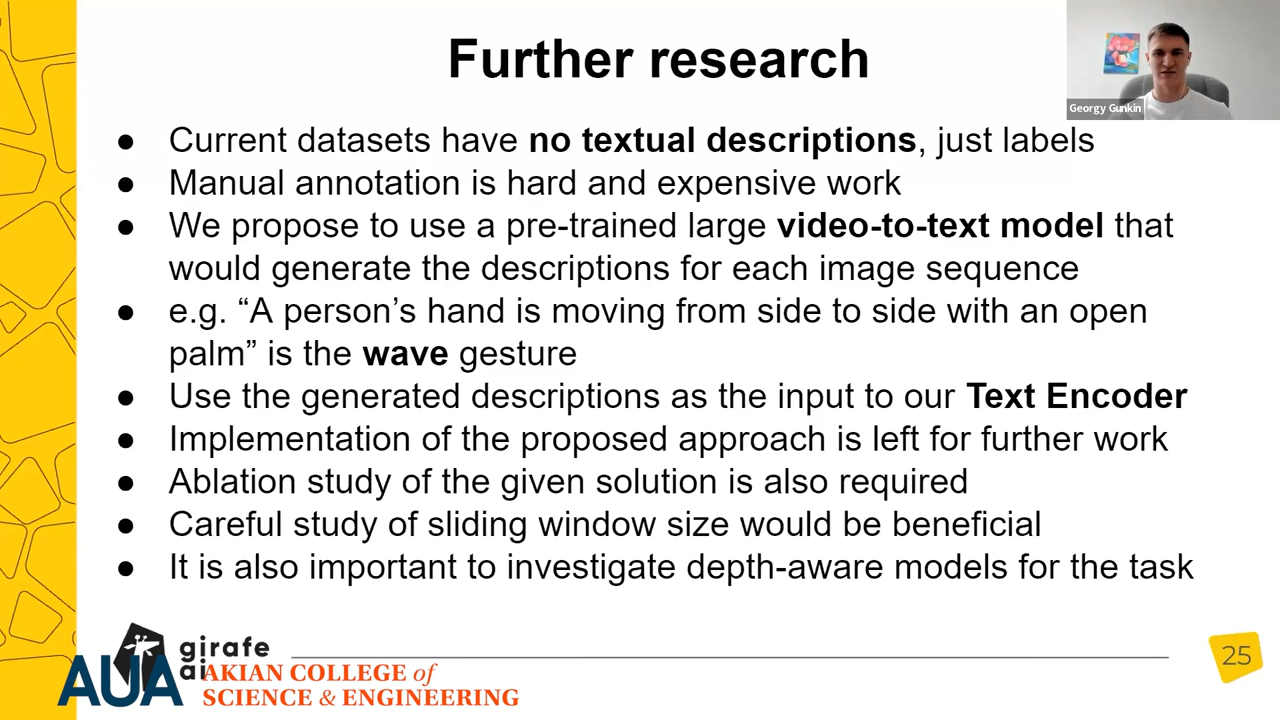 Further research
Georgy Gunkin
● Current datasets have no textual descriptions, just labels
● Manual annotation is hard and expensive work
● We propose to use a pre-trained large video-to-text model that
would generate the descriptions for each image sequence
● e.g. “A person’s hand is moving from side to side with an open
palm” is the wave gesture
● Use the generated descriptions as the input to our Text Encoder
● Implementation of the proposed approach is left for further work
● Ablation study of the given solution is also required
● Careful study of sliding window size would be beneficial
● It is also important to investigate depth-aware models for the task
girafe
ai
AUA
AKIAN COLLEGE of
SCIENCE & ENGINEERING
25